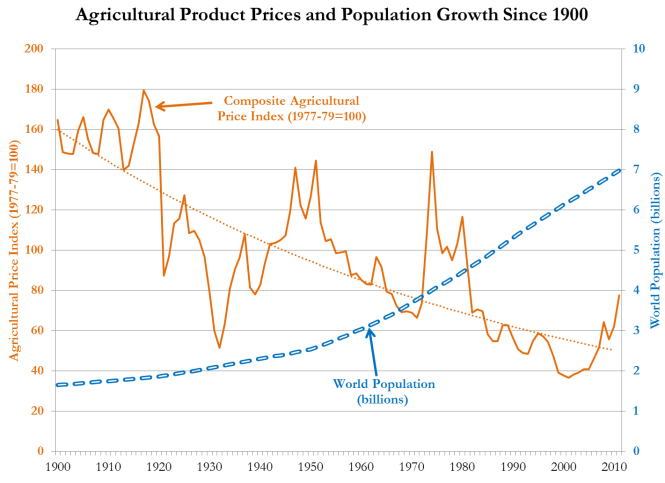 Agricultural Product Prices and Population Growth Since 1900
200
180
160
140
120
100
80
60
40
20
0
Agricultural Price Index (1977-79=100)
Composite Agricultural
Price Index (1977-79=100)
World Population
(billions)
10
9
8
7
6
5
4
3
2
1
0
World Population (billions)
1900 1910 1920 1930 1940 1950 1960 1970 1980 1990 2000 2010